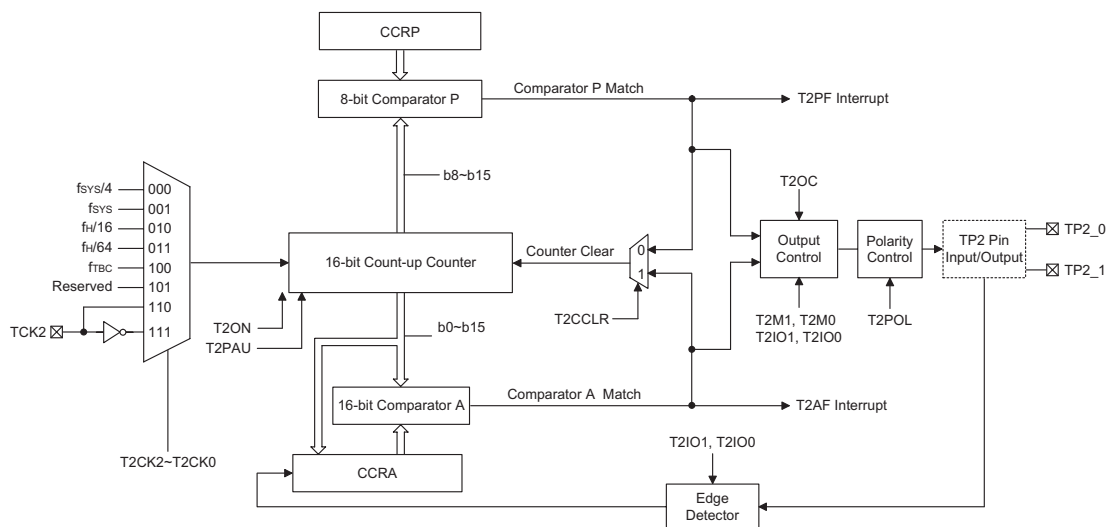 CCRP
8-bit Comparator P
Comparator P Match
T2PF Interrupt
b8~b15
fSYS/4
000
fSYS
001
fH/16
010
fH/64
011
fTBC
100
Reserved
101
110
TCK2
111
T2CK2~T2CK0
16-bit Count-up Counter
T2ON
T2PAU
Counter Clear
0
1
T2CCLR
b0~b15
T2OC
Output
Control
T2M1, T2M0
T2IO1, T2IO0
Polarity
Control
T2POL
TP2 Pin
Input/Output
TP2_0
TP2_1
16-bit Comparator A
Comparator A Match
T2AF Interrupt
CCRA
T2IO1, T2IO0
Edge
Detector